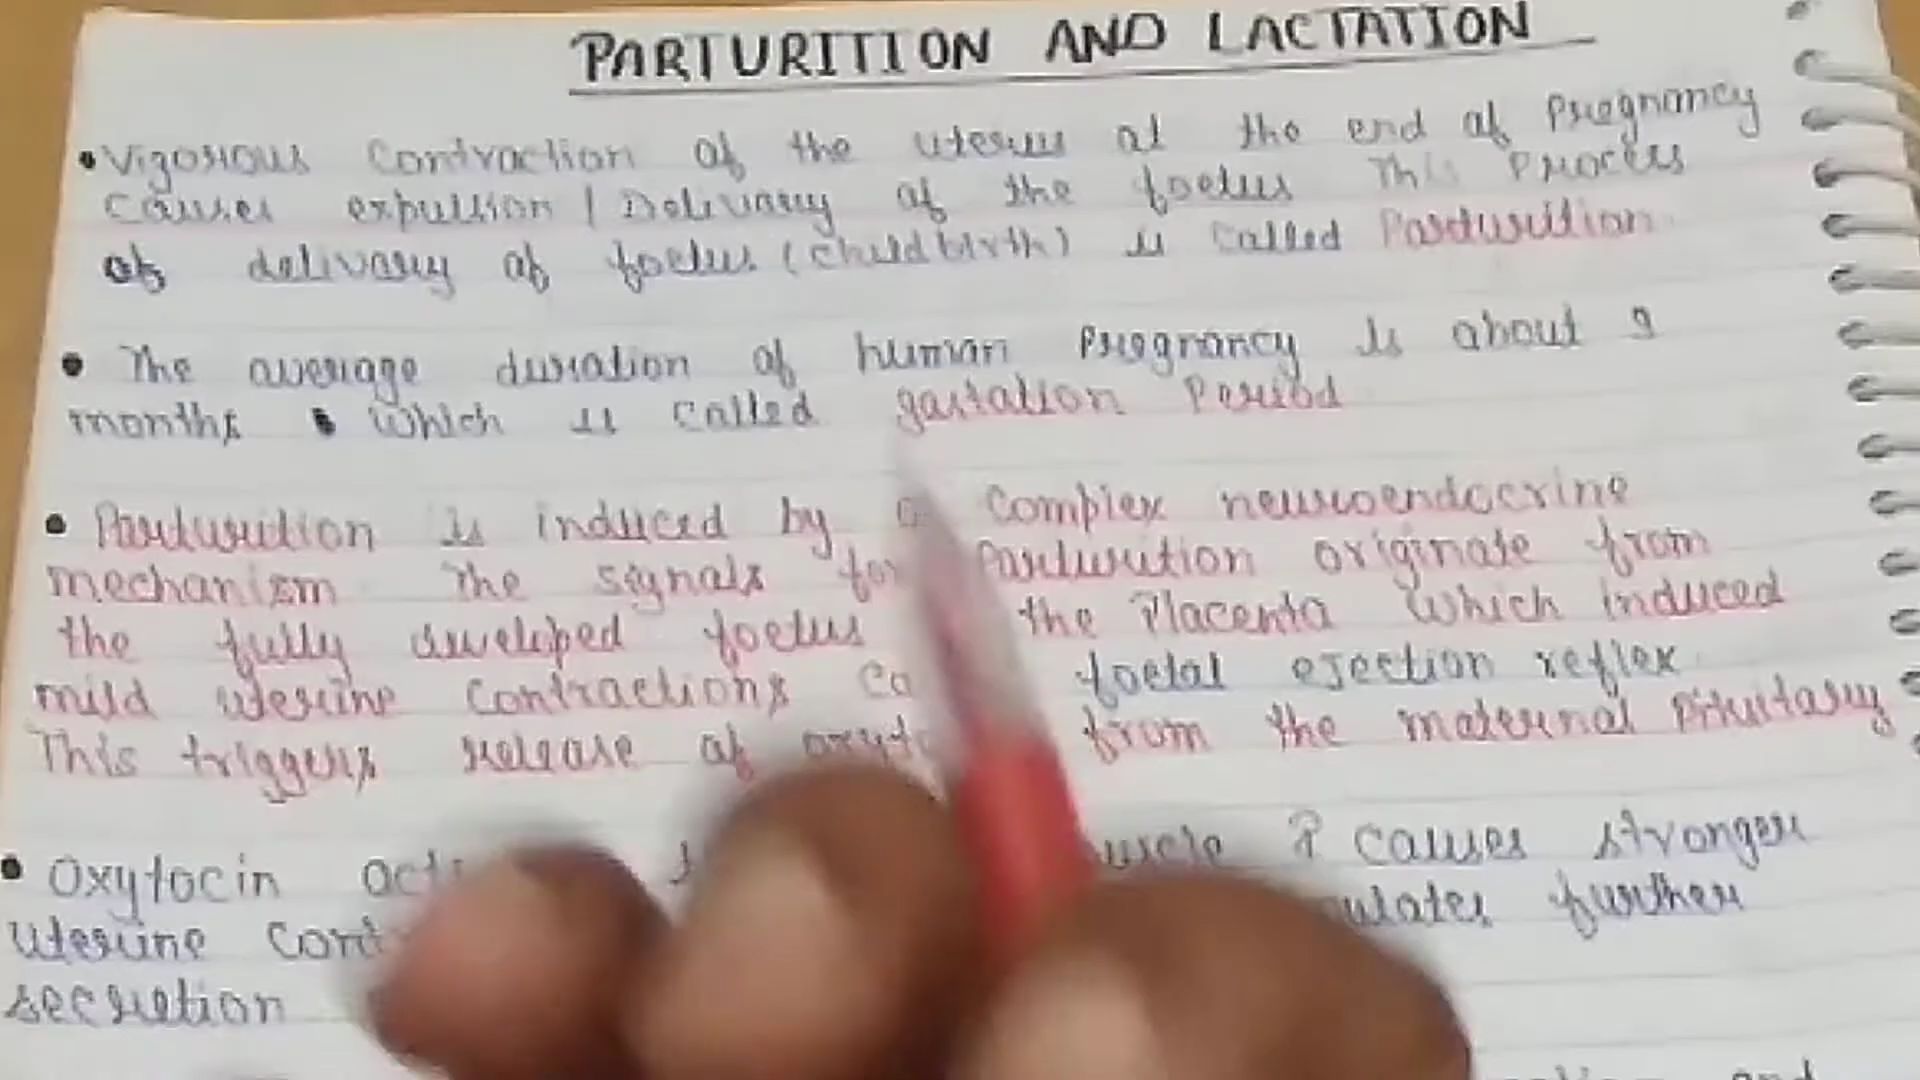 PARTURITION AND LACTATION
• Vigorous Contraction of the uterus at the end of Pregnancy
Causes expulsion / Delivary of the foetus This Process
of delivary of foetus (childbirth) is called Parturition
• The average duration of human Pregnancy is about 9
months which is called gastation Period
• Parturition is induced by a Complex neuroendocrine
mechanism The signals for Parturition originate from
the fully developed foetus the Placenta which induced
mild uterine Contractions foetal ejection reflex
This triggers release of from the maternal Pituitary
• Oxytocin causes stronger
uterine further
secretion
and